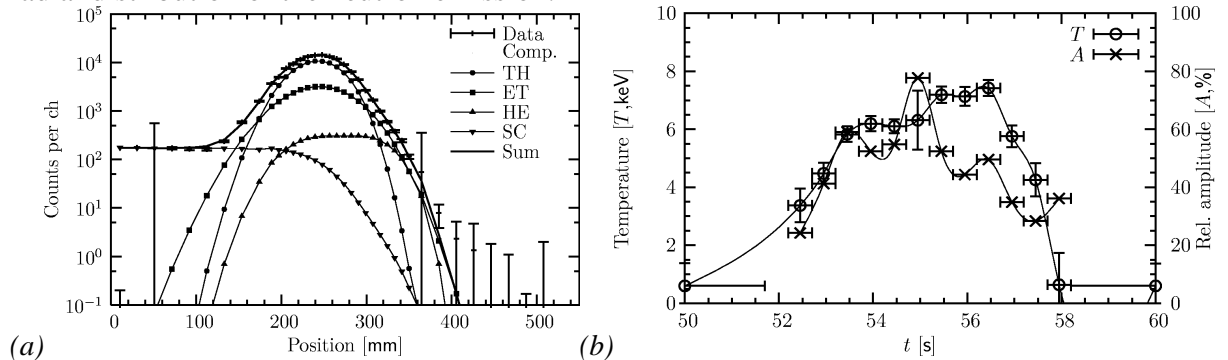 10^5
10^4
10^3
10^2
10^1
10^0
10^-1
Counts per ch
0 100 200 300 400 500
Position [mm]
Data
Comp.
TH
ET
HE
SC
Sum
(a)
10
8
6
4
2
0
Temperature [T,keV]
50 52 54 56 58 60
t [s]
T
A
100
80
60
40
20
0
Rel. amplitude [A,%]
(b)